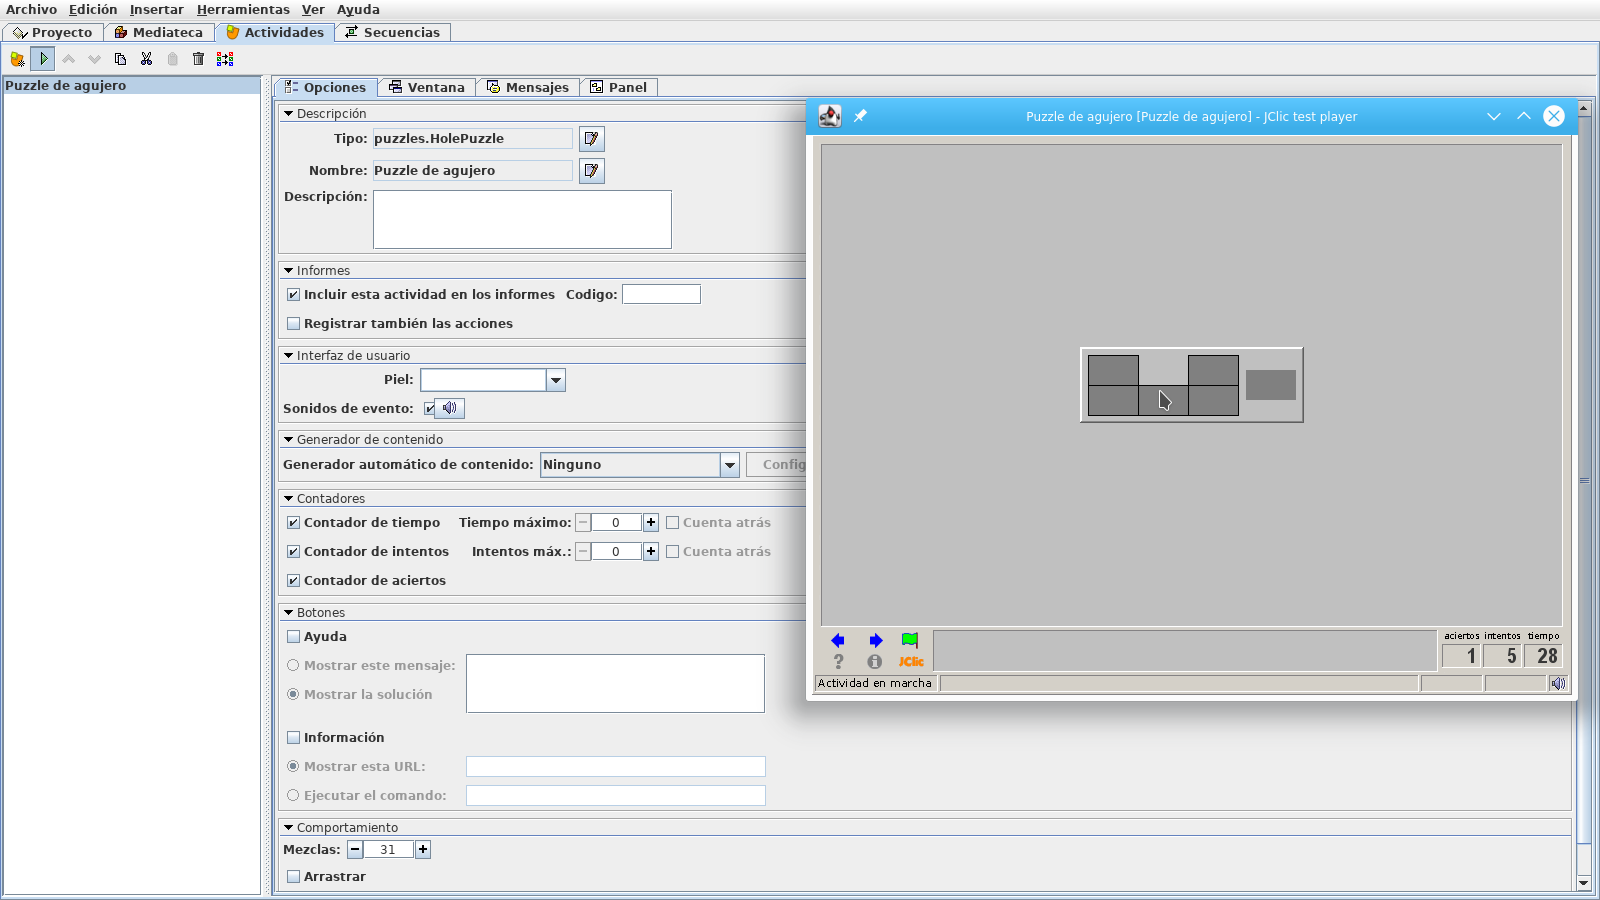 Archivo Edición Insertar Herramientas Ver Ayuda
Proyecto Mediateca Actividades Secuencias
Puzzle de agujero
Opciones Ventana Mensajes Panel
Descripción
Tipo: puzzles.HolePuzzle
Nombre: Puzzle de agujero
Descripción:
Informes
Incluir esta actividad en los informes Codigo:
Registrar también las acciones
Interfaz de usuario
Piel:
Sonidos de evento:
Generador de contenido
Generador automático de contenido: Ninguno Config
Contadores
Contador de tiempo Tiempo máximo: 0 Cuenta atrás
Contador de intentos Intentos máx.: 0 Cuenta atrás
Contador de aciertos
Botones
Ayuda
Mostrar este mensaje:
Mostrar la solución
Información
Mostrar esta URL:
Ejecutar el comando:
Comportamiento
Mezclas: 31
Arrastrar
Puzzle de agujero [Puzzle de agujero] - JClic test player
aciertos intentos tiempo
JClic 1 5 28
Actividad en marcha